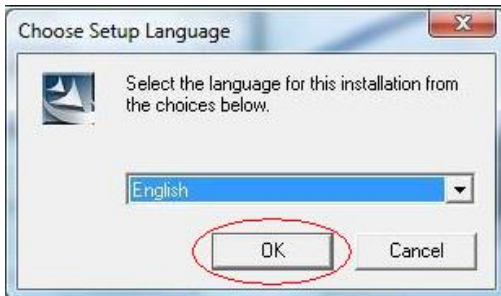 Choose Setup Language
Select the language for this installation from
the choices below.
English
OK
Cancel